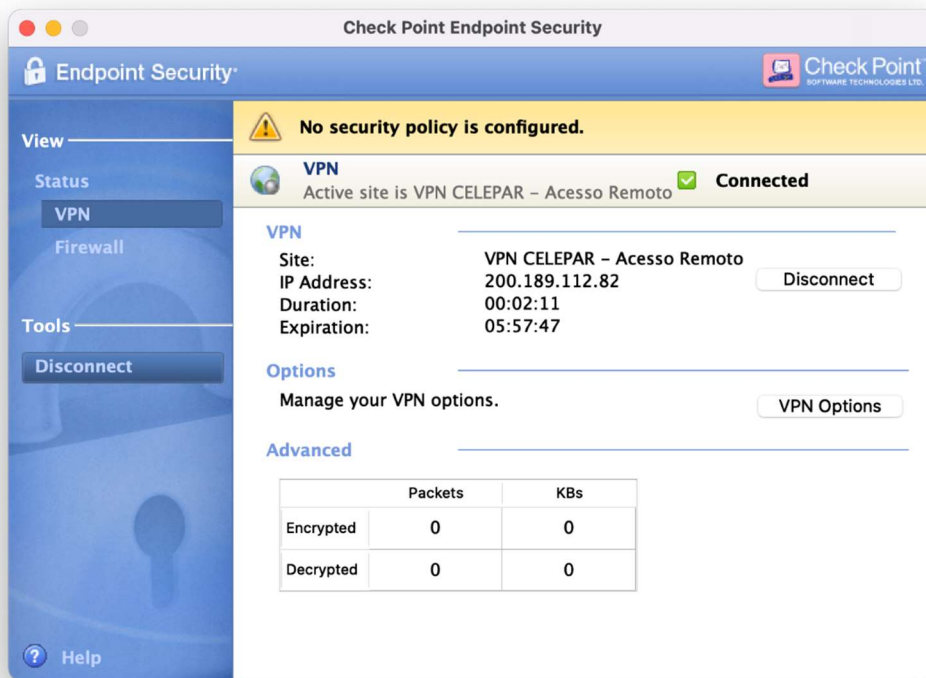 Check Point Endpoint Security
Endpoint Security
Check Point
SOFTWARE TECHNOLOGIES LTD.
View
Status
VPN
Firewall
Tools
Disconnect
Help
No security policy is configured.
VPN
Active site is VPN CELEPAR – Acesso Remoto
Connected
VPN
Site: VPN CELEPAR – Acesso Remoto
IP Address: 200.189.112.82
Disconnect
Duration: 00:02:11
Expiration: 05:57:47
Options
Manage your VPN options.
VPN Options
Advanced
Packets KBs
Encrypted 0 0
Decrypted 0 0